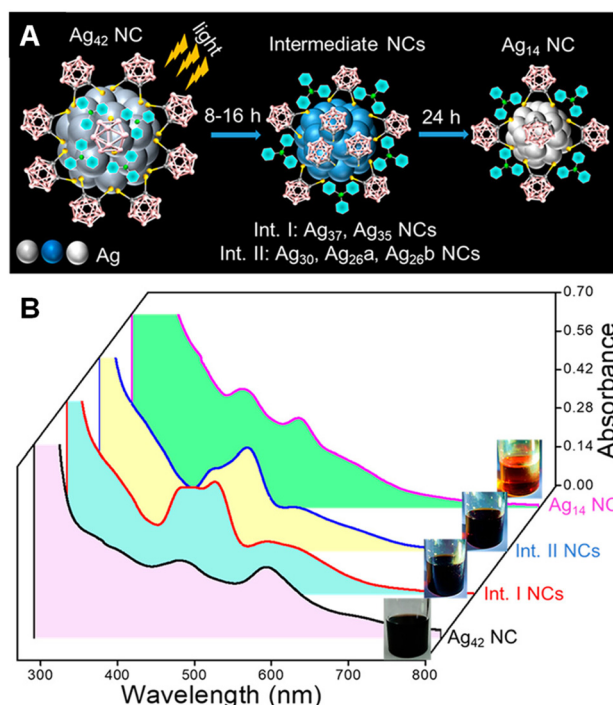 A
Ag42 NC
light
Intermediate NCs
Ag14 NC
8-16 h
24 h
Int. I: Ag37, Ag35 NCs
Int. II: Ag30, Ag26a, Ag26b NCs
Ag
B
0.70
0.56
0.42
0.28
0.14
0.00
Absorbance
Ag14 NC
Int. II NCs
Int. I NCs
Ag42 NC
300 400 500 600 700 800
Wavelength (nm)